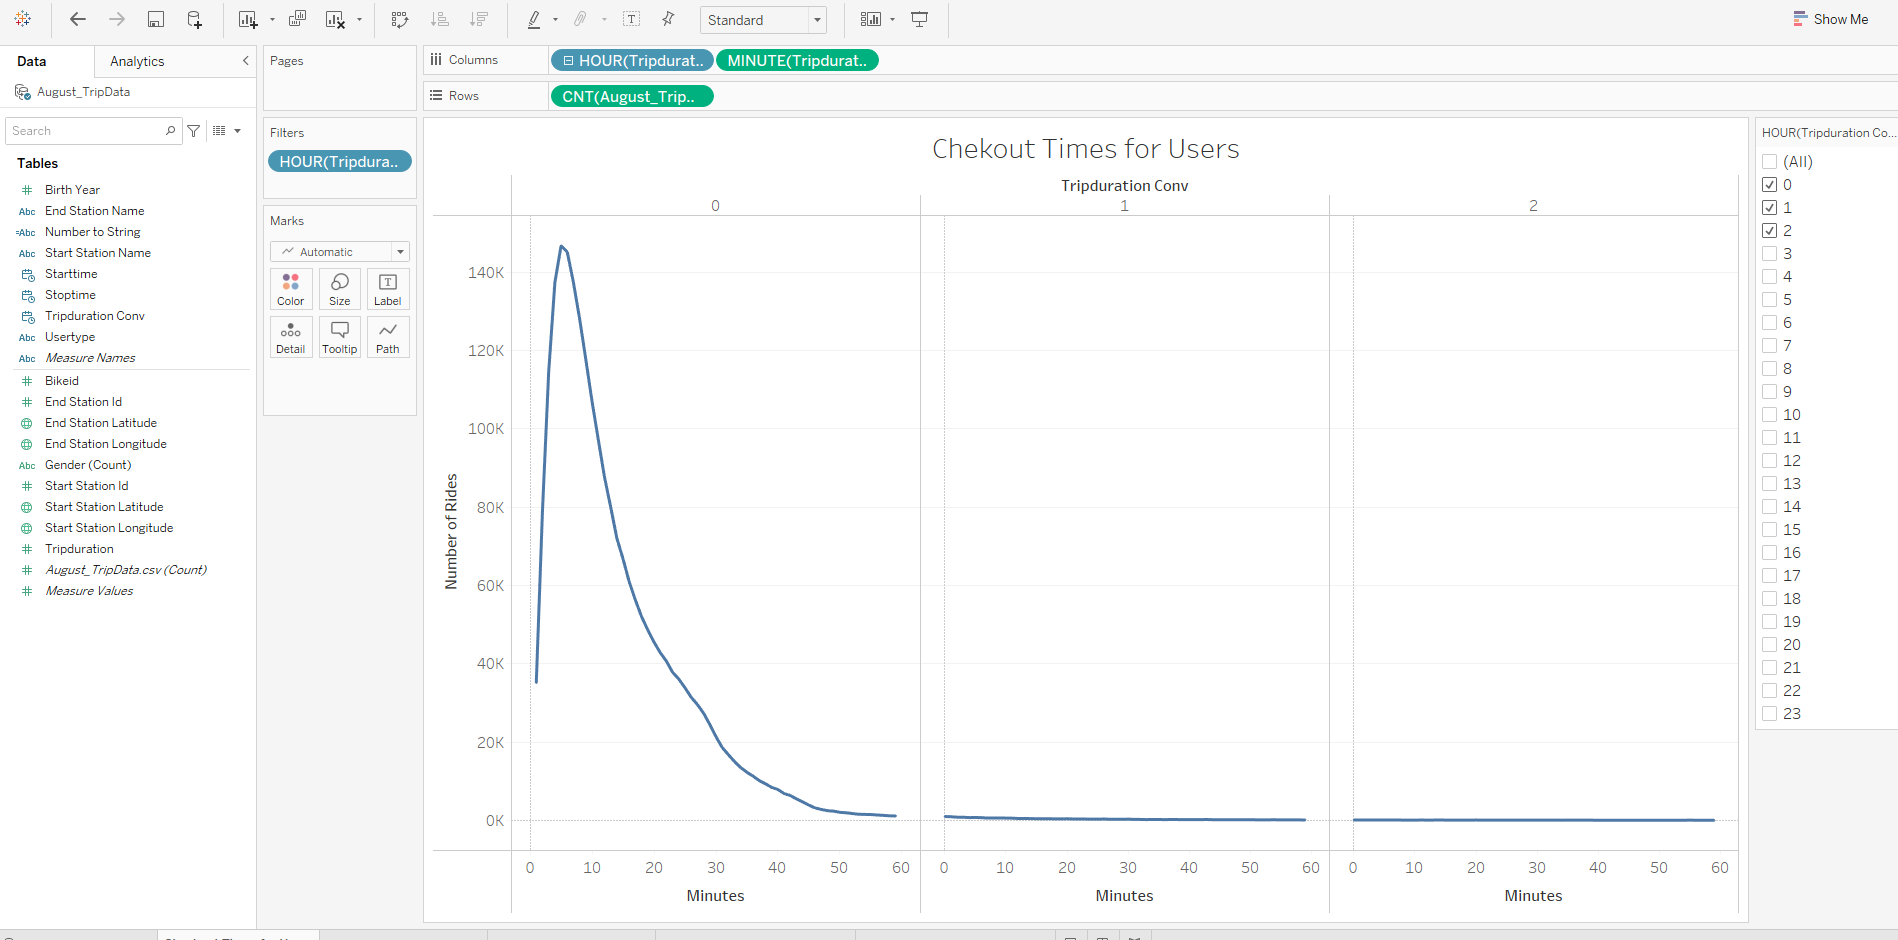 Standard
Show Me
Data
Analytics
August_TripData
Search
Tables
Birth Year
Abc End Station Name
=Abc Number to String
Abc Start Station Name
Starttime
Stoptime
Tripduration Conv
Abc Usertype
Abc Measure Names
Bikeid
End Station Id
End Station Latitude
End Station Longitude
Abc Gender (Count)
Start Station Id
Start Station Latitude
Start Station Longitude
Tripduration
August_TripData.csv (Count)
Measure Values
Pages
Filters
HOUR(Tripdura..
Marks
Automatic
Color Size Label
Detail Tooltip Path
Columns HOUR(Tripdurat.. MINUTE(Tripdurat..
Rows CNT(August_Trip..
Chekout Times for Users
Tripduration Conv
0 1 2
Number of Rides
140K
120K
100K
80K
60K
40K
20K
0K
0 10 20 30 40 50 60 0 10 20 30 40 50 60 0 10 20 30 40 50 60
Minutes Minutes Minutes
HOUR(Tripduration Co...
(All)
0
1
2
3
4
5
6
7
8
9
10
11
12
13
14
15
16
17
18
19
20
21
22
23